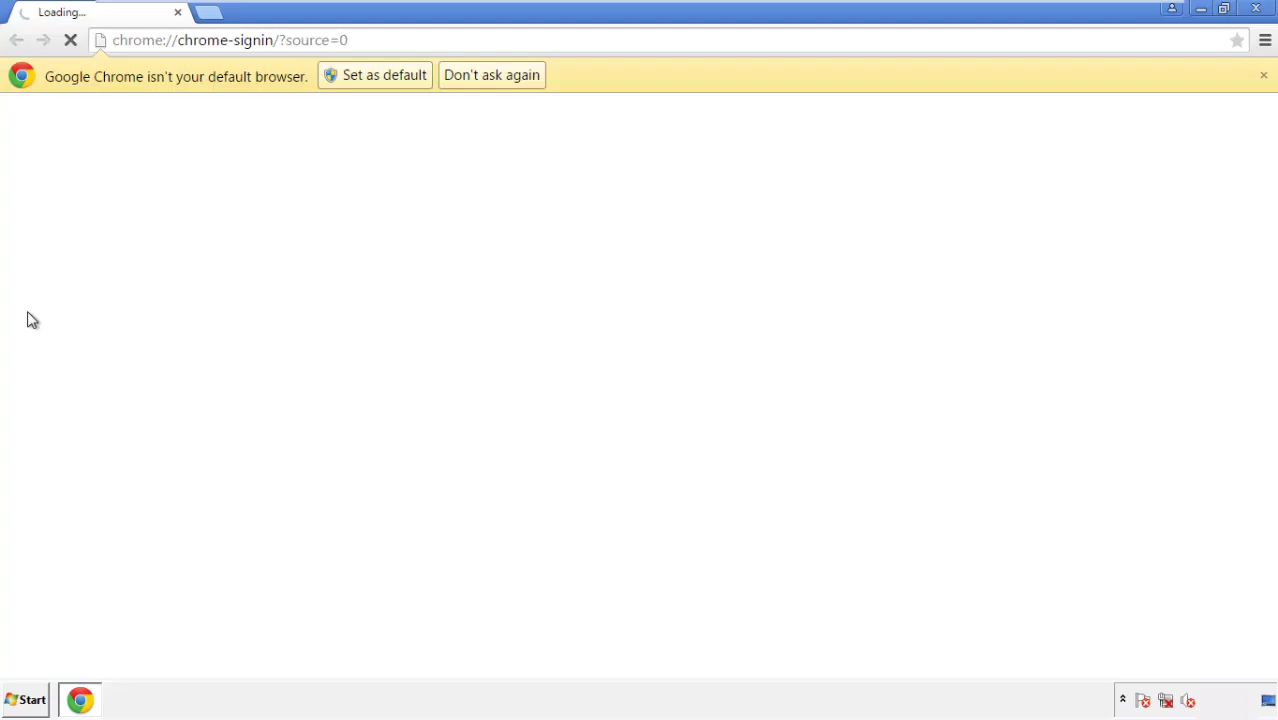 Loading...
chrome://chrome-signin/?source=0
Google Chrome isn't your default browser. Set as default Don't ask again
Start